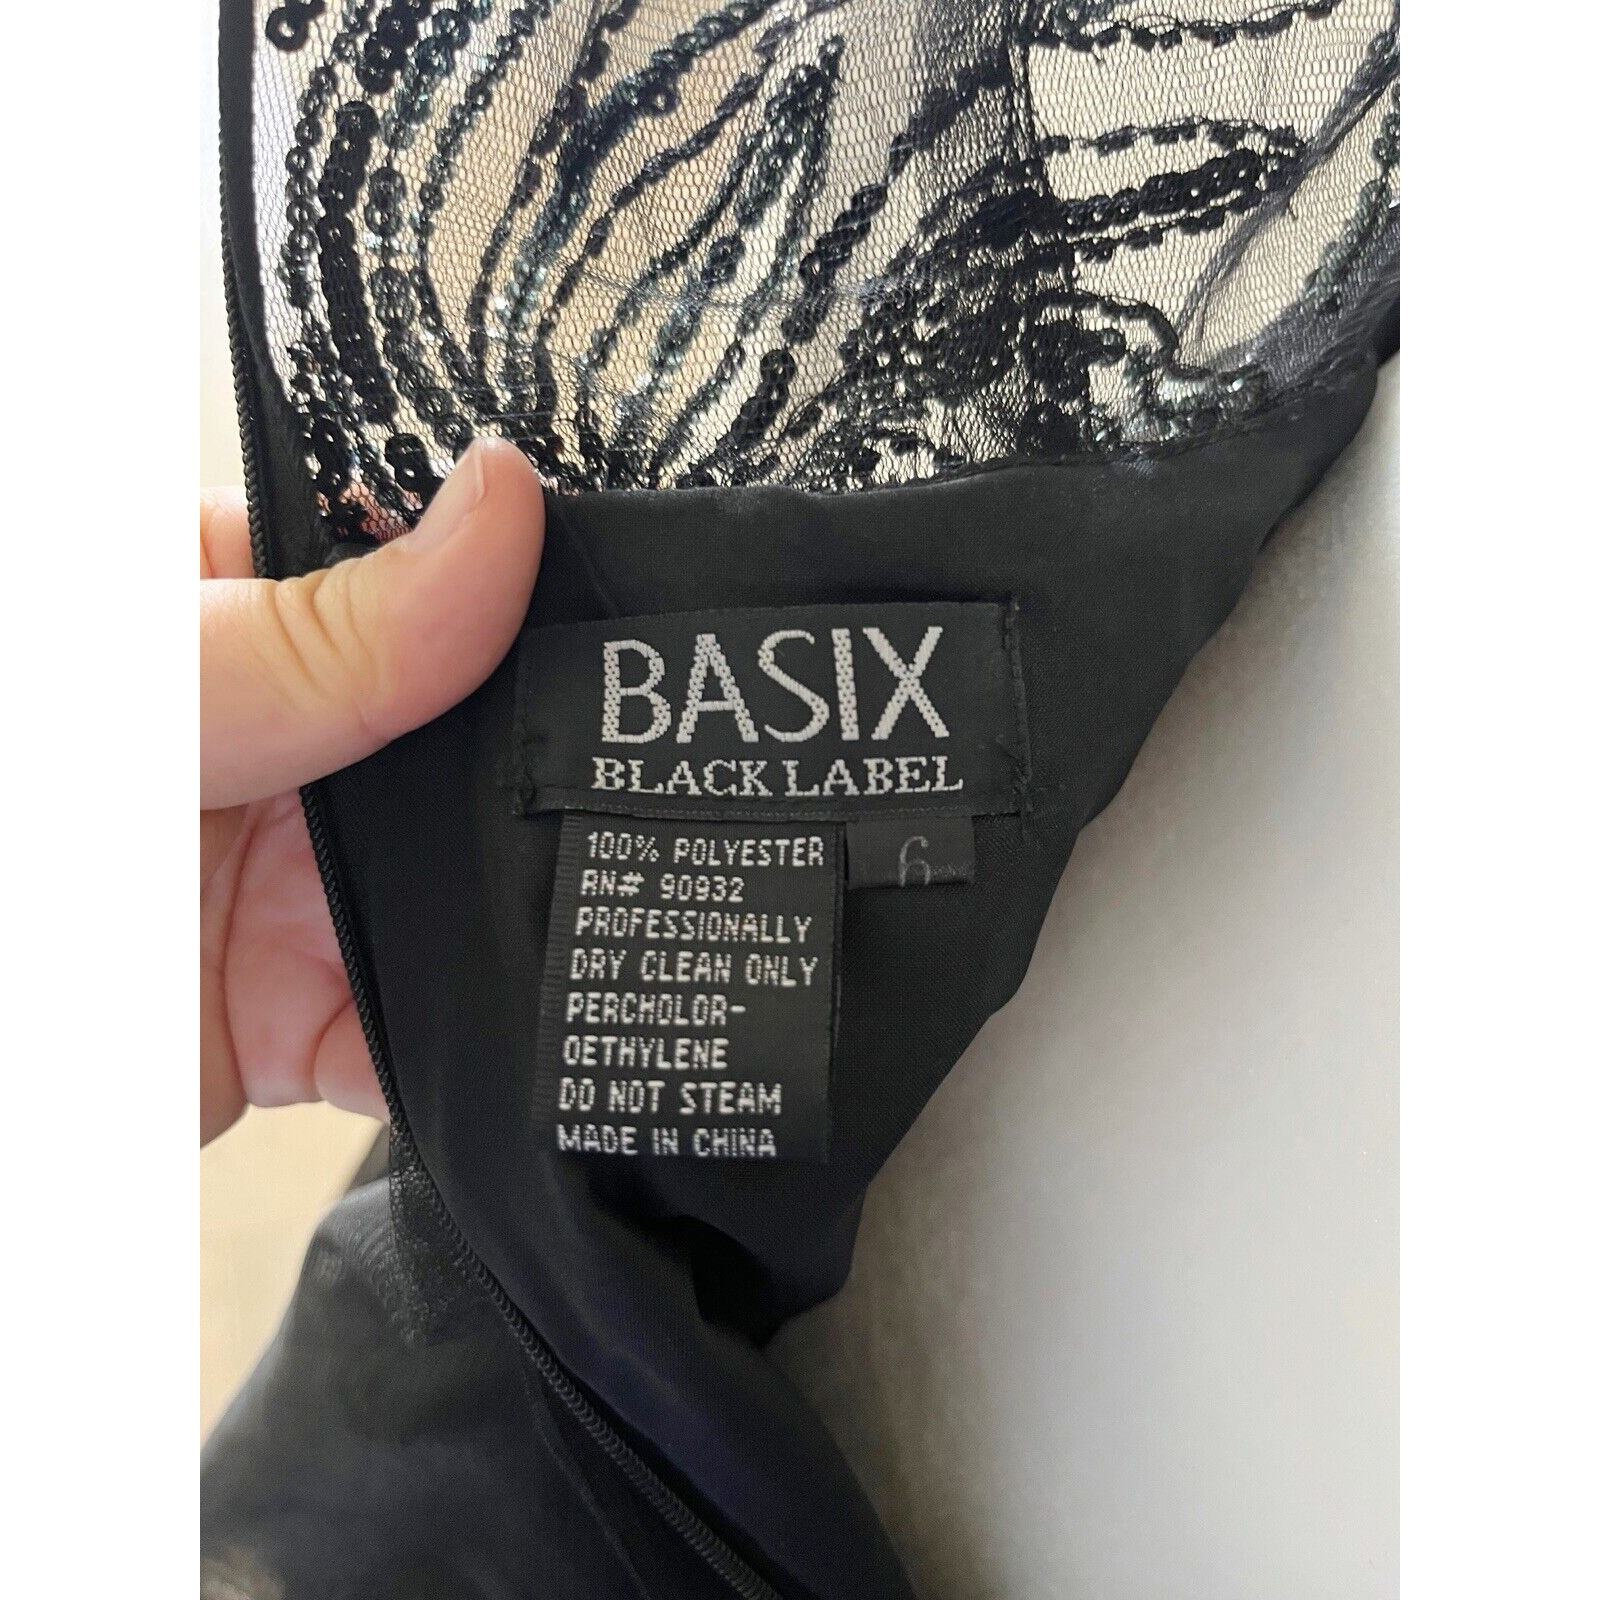 BASIX
BLACK LABEL
6
100% POLYESTER
RN# 90932
PROFESSIONALLY
DRY CLEAN ONLY
PERCHOLOR-
OETHYLENE
DO NOT STEAM
MADE IN CHINA